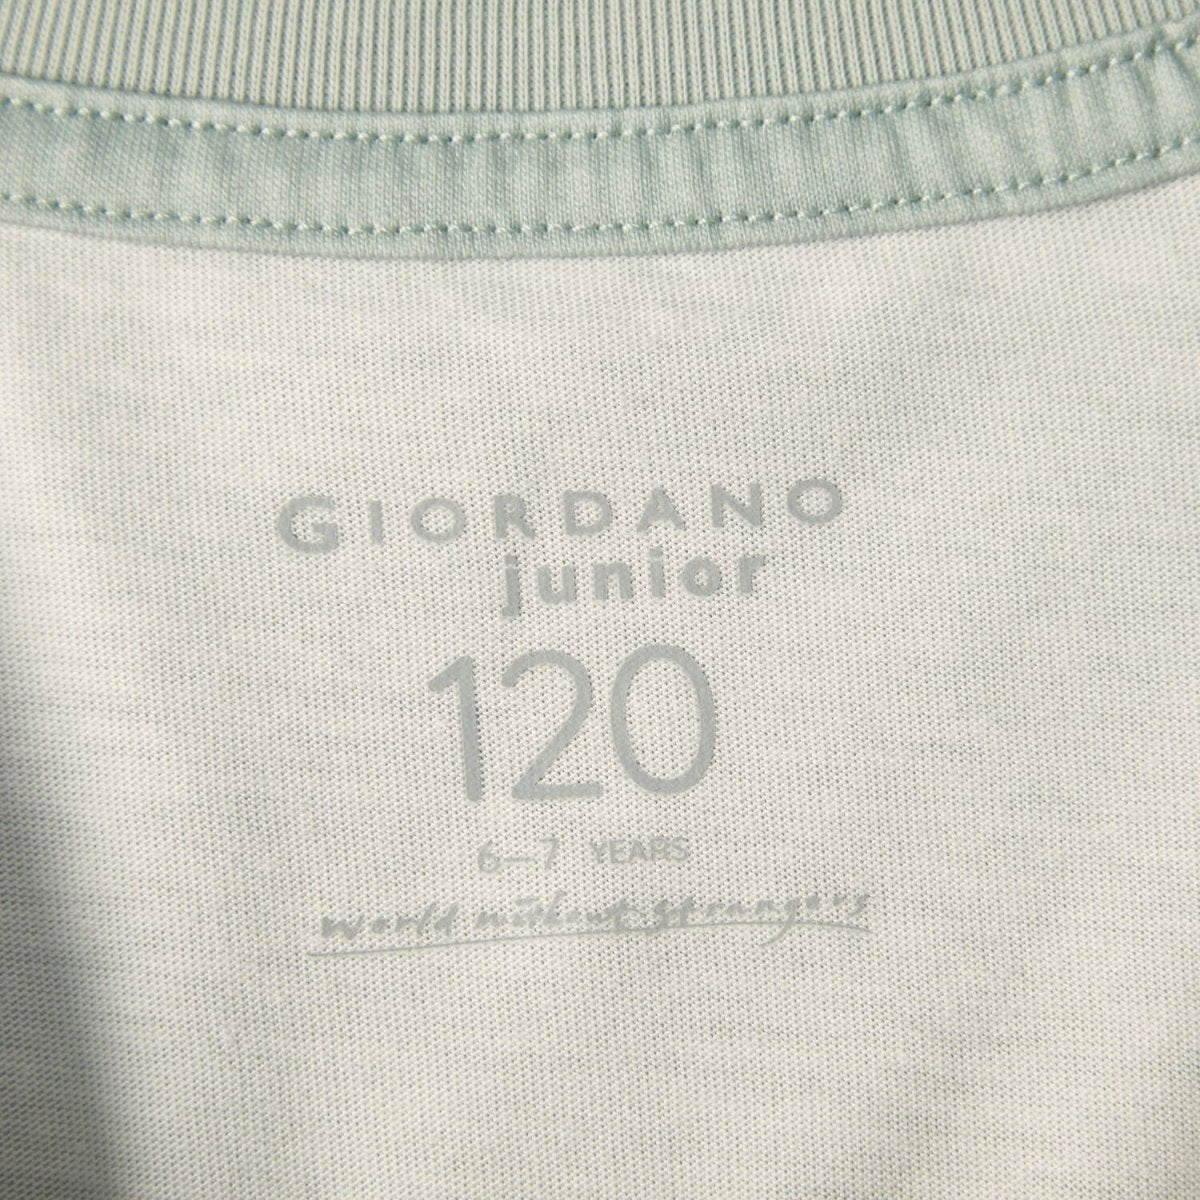 GIORDANO
junior
120
6—7 YEARS
World without strangers